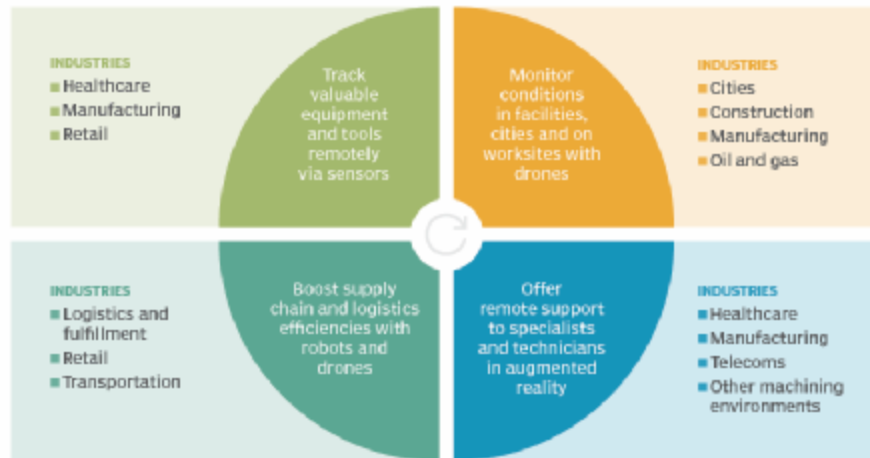 INDUSTRIES
Healthcare
Manufacturing
Retail
Track
valuable
equipment
and tools
remotely
via sensors
Monitor
conditions
in facilities,
cities and on
worksites with
drones
INDUSTRIES
Cities
Construction
Manufacturing
Oil and gas
INDUSTRIES
Logistics and
fulfillment
Retail
Transportation
Boost supply
chain and logistics
efficiencies with
robots and
drones
Offer
remote support
to specialists
and technicians
in augmented
reality
INDUSTRIES
Healthcare
Manufacturing
Telecoms
Other machining
environments